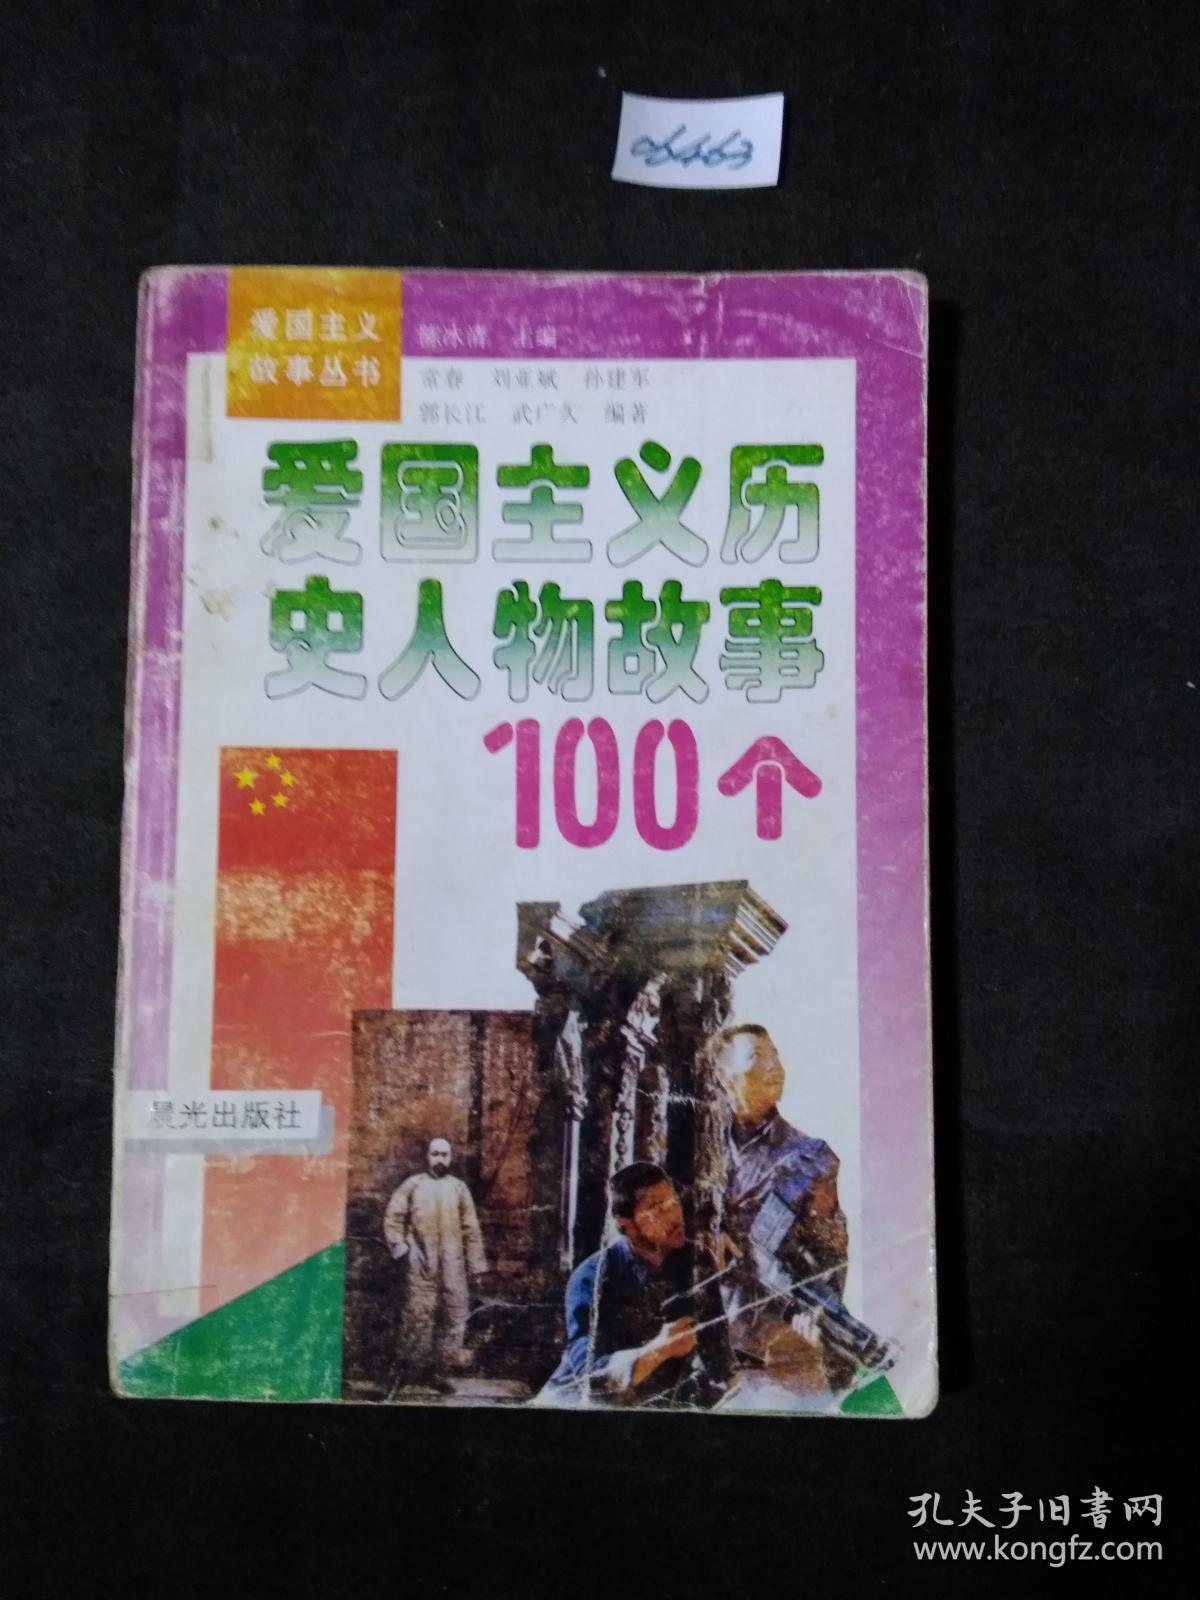 06463
爱国主义
故事丛书
陈冰清 主编
常春 刘亚斌 孙建军
郭长江 武广久 编著
爱国主义历
史人物故事
100个
晨光出版社
孔夫子旧書网
www.kongfz.com